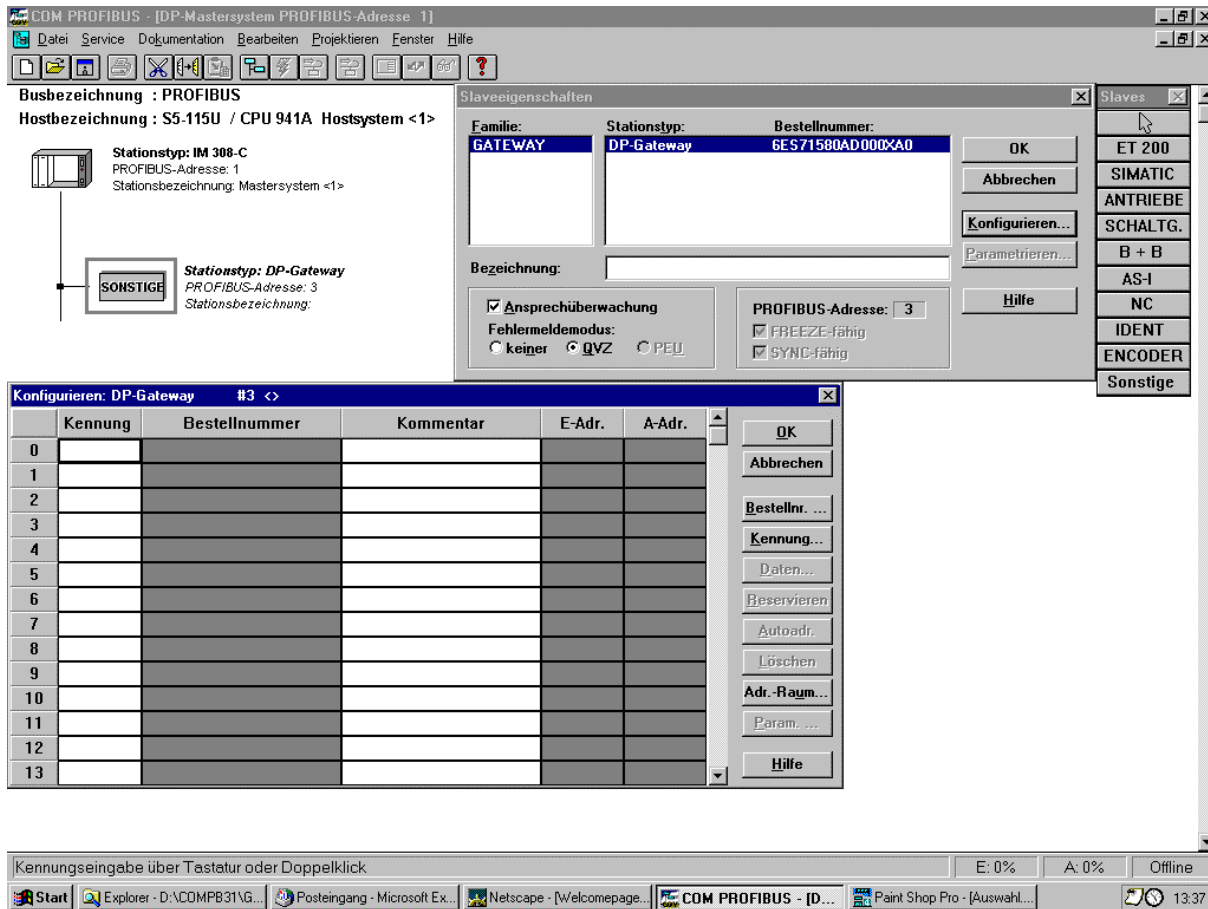 COM PROFIBUS - [DP-Mastersystem PROFIBUS-Adresse 1]
Datei Service Dokumentation Bearbeiten Projektieren Fenster Hilfe
Busbezeichnung : PROFIBUS
Hostbezeichnung : S5-115U / CPU 941A Hostsystem <1>
Stationstyp: IM 308-C
PROFIBUS-Adresse: 1
Stationsbezeichnung: Mastersystem <1>
SONSTIGE
Stationstyp: DP-Gateway
PROFIBUS-Adresse: 3
Stationsbezeichnung:
Slaveeigenschaften
Familie: Stationstyp: Bestellnummer:
GATEWAY DP-Gateway 6ES71580AD000XA0
OK
Abbrechen
Konfigurieren...
Parametrieren...
Hilfe
Bezeichnung:
Ansprechüberwachung
Fehlermeldemodus:
keiner QVZ PEU
PROFIBUS-Adresse: 3
FREEZE-fähig
SYNC-fähig
Slaves
ET 200
SIMATIC
ANTRIEBE
SCHALTG.
B + B
AS-I
NC
IDENT
ENCODER
Sonstige
Konfigurieren: DP-Gateway #3 <>
Kennung Bestellnummer Kommentar E-Adr. A-Adr.
0
1
2
3
4
5
6
7
8
9
10
11
12
13
OK
Abbrechen
Bestellnr. ...
Kennung...
Daten...
Reservieren
Autoadr.
Löschen
Adr.-Raum...
Param. ...
Hilfe
Kennungseingabe über Tastatur oder Doppelklick E: 0% A: 0% Offline
Start Explorer - D:\COMPB31\G... Posteingang - Microsoft Ex... Netscape - [Welcomepage... COM PROFIBUS - [D... Paint Shop Pro - [Auswahl.... 13:37